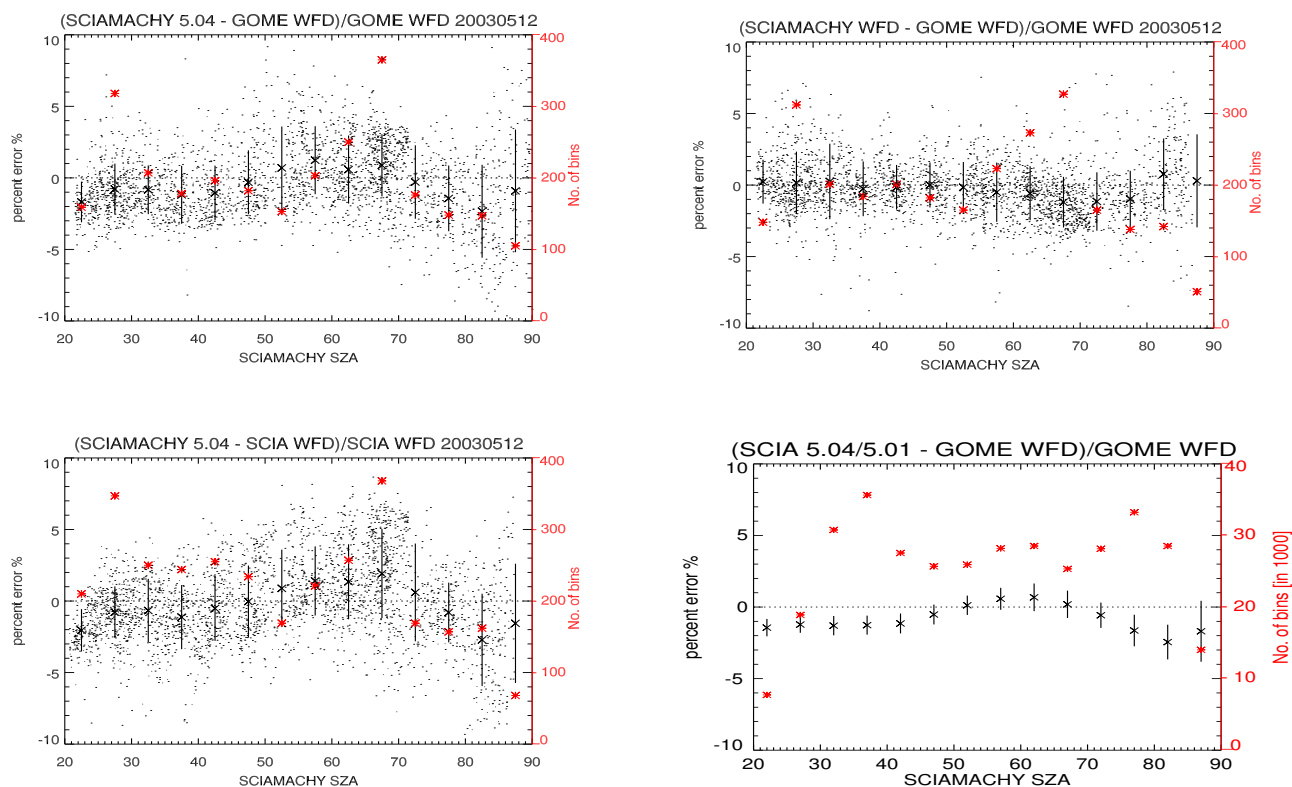 (SCIAMACHY 5.04 - GOME WFD)/GOME WFD 20030512
10
5
0
-5
-10
percent error %
400
300
200
100
0
No. of bins
20 30 40 50 60 70 80 90
SCIAMACHY SZA
(SCIAMACHY WFD - GOME WFD)/GOME WFD 20030512
10
5
0
-5
-10
percent error %
400
300
200
100
0
No. of bins
20 30 40 50 60 70 80 90
SCIAMACHY SZA
(SCIAMACHY 5.04 - SCIA WFD)/SCIA WFD 20030512
10
5
0
-5
-10
percent error %
400
300
200
100
0
No. of bins
20 30 40 50 60 70 80 90
SCIAMACHY SZA
(SCIA 5.04/5.01 - GOME WFD)/GOME WFD
10
5
0
-5
-10
percent error %
40
30
20
10
0
No. of bins [in 1000]
20 30 40 50 60 70 80 90
SCIAMACHY SZA